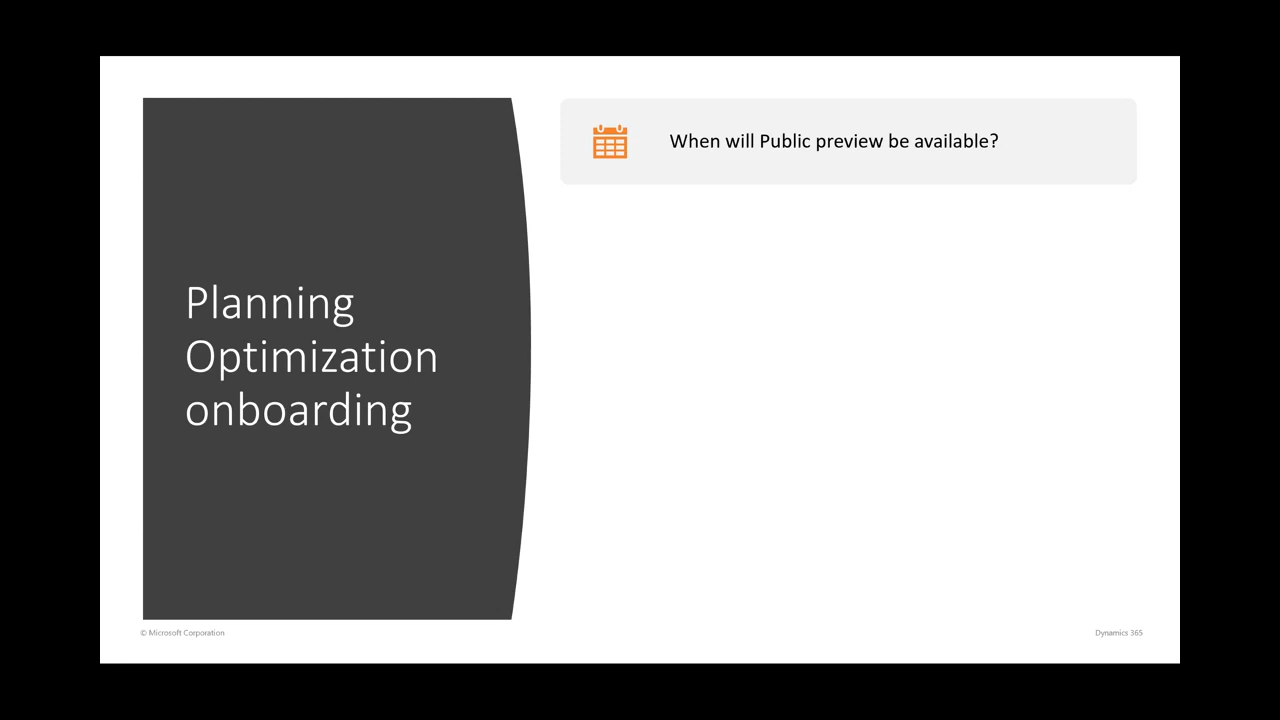 Planning
Optimization
onboarding
When will Public preview be available?
© Microsoft Corporation
Dynamics 365